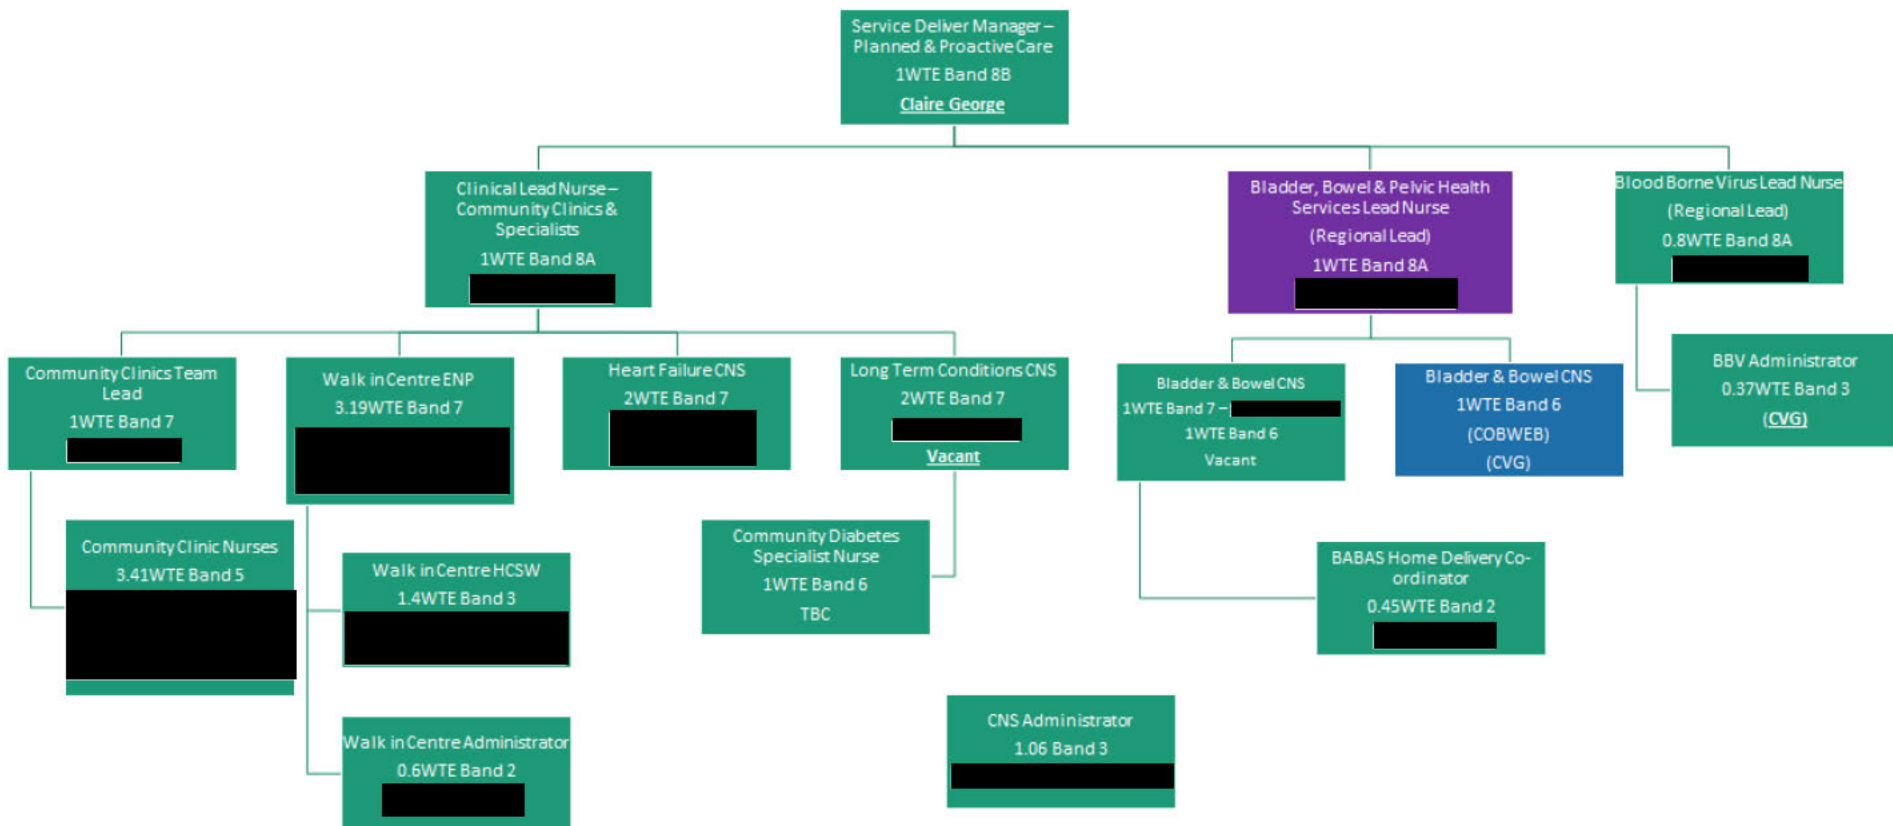 Service Deliver Manager –
Planned & Proactive Care
1WTE Band 8B
Claire George
Clinical Lead Nurse –
Community Clinics &
Specialists
1WTE Band 8A
Bladder, Bowel & Pelvic Health
Services Lead Nurse
(Regional Lead)
1WTE Band 8A
Blood Borne Virus Lead Nurse
(Regional Lead)
0.8WTE Band 8A
Community Clinics Team
Lead
1WTE Band 7
Walk in Centre ENP
3.19WTE Band 7
Heart Failure CNS
2WTE Band 7
Long Term Conditions CNS
2WTE Band 7
Vacant
Bladder & Bowel CNS
1WTE Band 7 –
1WTE Band 6
Vacant
Bladder & Bowel CNS
1WTE Band 6
(COBWEB)
(CVG)
BBV Administrator
0.37WTE Band 3
(CVG)
Community Clinic Nurses
3.41WTE Band 5
Walk in Centre HCSW
1.4WTE Band 3
Community Diabetes
Specialist Nurse
1WTE Band 6
TBC
BABAS Home Delivery Co-
ordinator
0.45WTE Band 2
Walk in Centre Administrator
0.6WTE Band 2
CNS Administrator
1.06 Band 3